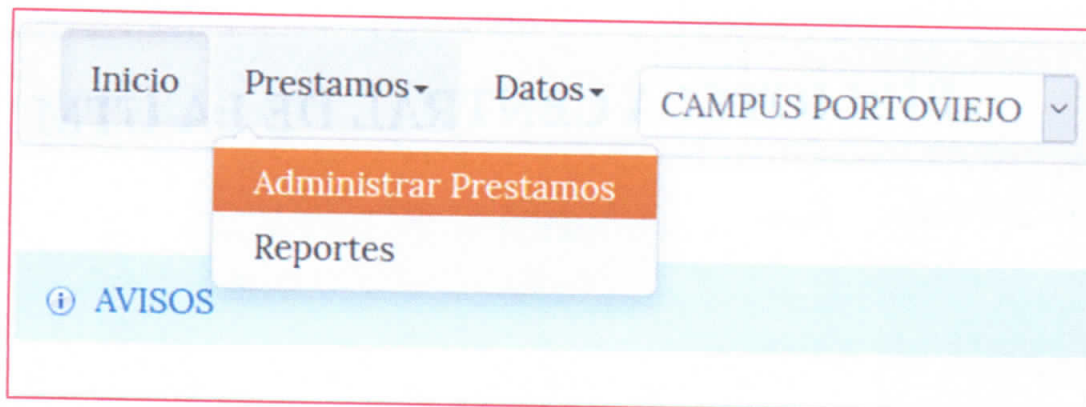 Inicio Prestamos Datos CAMPUS PORTOVIEJO
Administrar Prestamos
Reportes
AVISOS